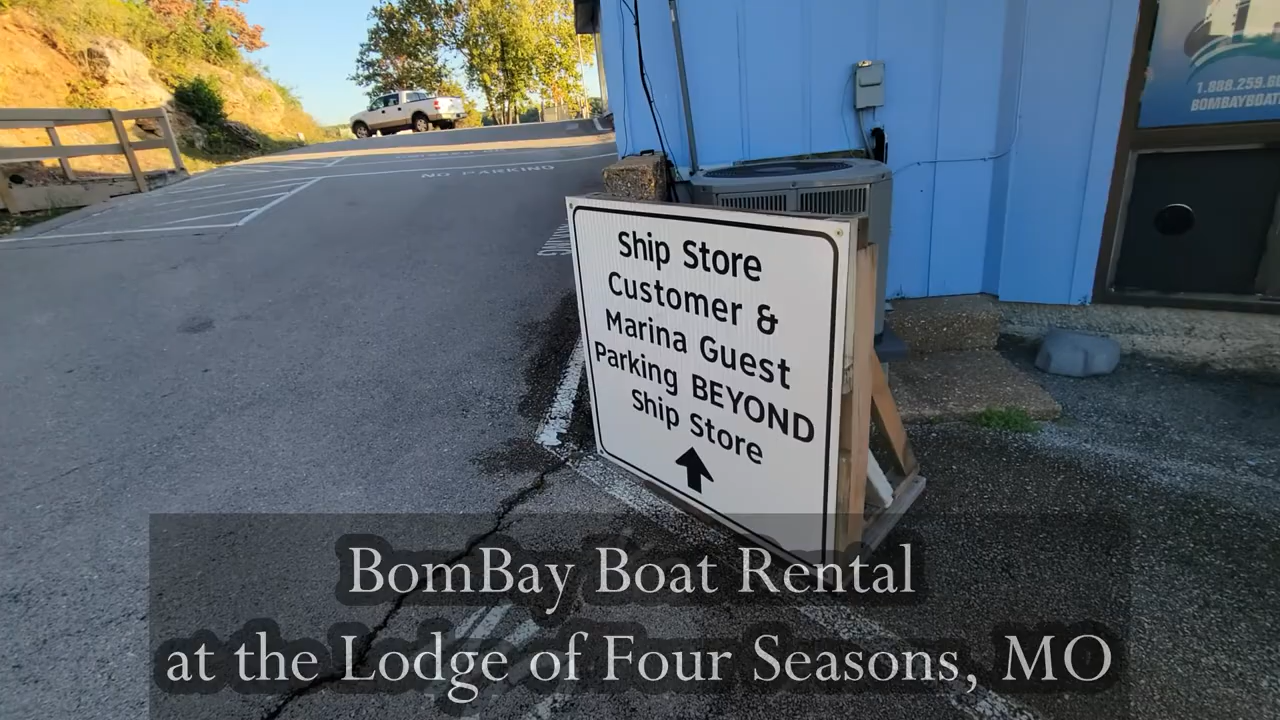 1.888.259.6
BOMBAYBOAT
NO PARKING
Ship Store
Customer &
Marina Guest
Parking BEYOND
Ship Store
BomBay Boat Rental
at the Lodge of Four Seasons, MO